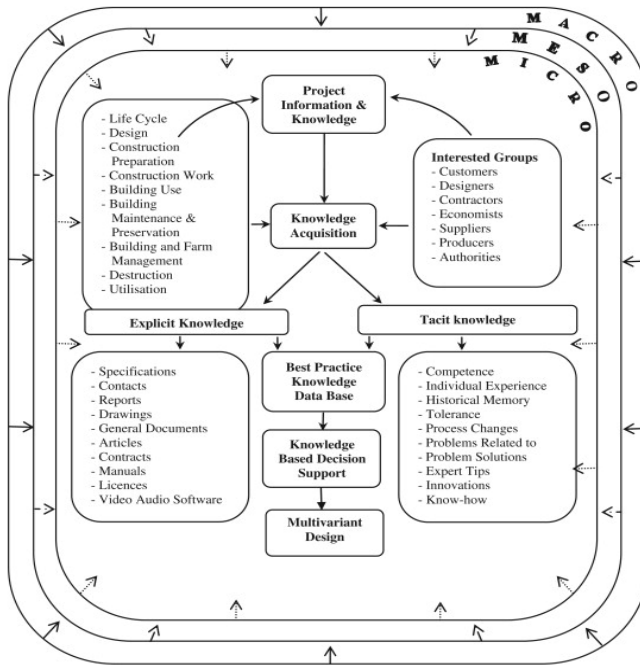 MACRO
MESO
MICRO
Project
Information &
Knowledge
- Life Cycle
- Design
- Construction
Preparation
- Construction Work
- Building Use
- Building
Maintenance &
Preservation
- Building and Farm
Management
- Destruction
- Utilisation
Interested Groups
- Customers
- Designers
- Contractors
- Economists
- Suppliers
- Producers
- Authorities
Knowledge
Acquisition
Explicit Knowledge
Tacit knowledge
- Specifications
- Contacts
- Reports
- Drawings
- General Documents
- Articles
- Contracts
- Manuals
- Licences
- Video Audio Software
Best Practice
Knowledge
Data Base
Knowledge
Based Decision
Support
Multivariant
Design
- Competence
- Individual Experience
- Historical Memory
- Tolerance
- Process Changes
- Problems Related to
- Problem Solutions
- Expert Tips
- Innovations
- Know-how